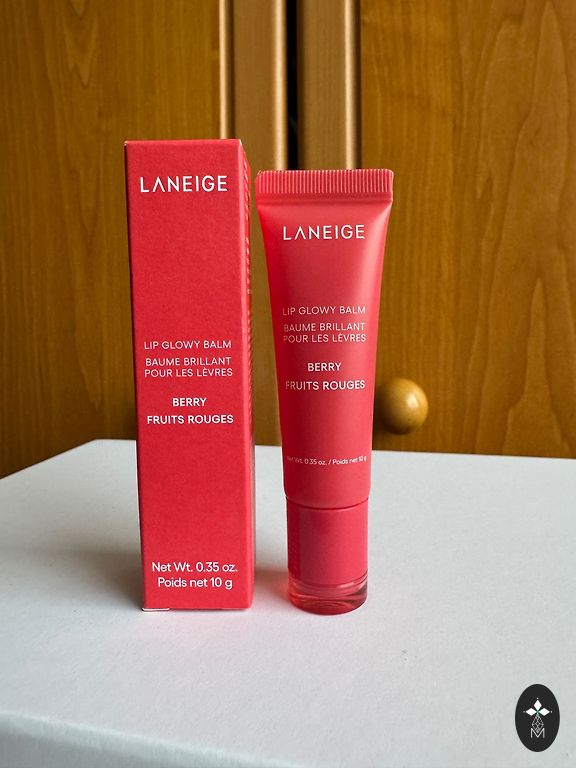 LANEIGE
LIP GLOWY BALM
BAUME BRILLANT
POUR LES LÈVRES
BERRY
FRUITS ROUGES
Net Wt. 0.35 oz.
Poids net 10 g
LANEIGE
LIP GLOWY BALM
BAUME BRILLANT
POUR LES LÈVRES
BERRY
FRUITS ROUGES
Net Wt. 0.35 oz. / Poids net 10 g
M